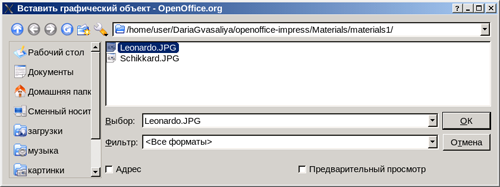 Вставить графический объект - OpenOffice.org
/home/user/DariaGvasaliya/openoffice-impress/Materials/materials1/
Рабочий стол
Документы
Домашняя папк
Сменный носит
загрузки
музыка
картинки
Leonardo.JPG
Schikkard.JPG
Выбор: Leonardo.JPG OK
Фильтр: <Все форматы> Отмена
Адрес Предварительный просмотр